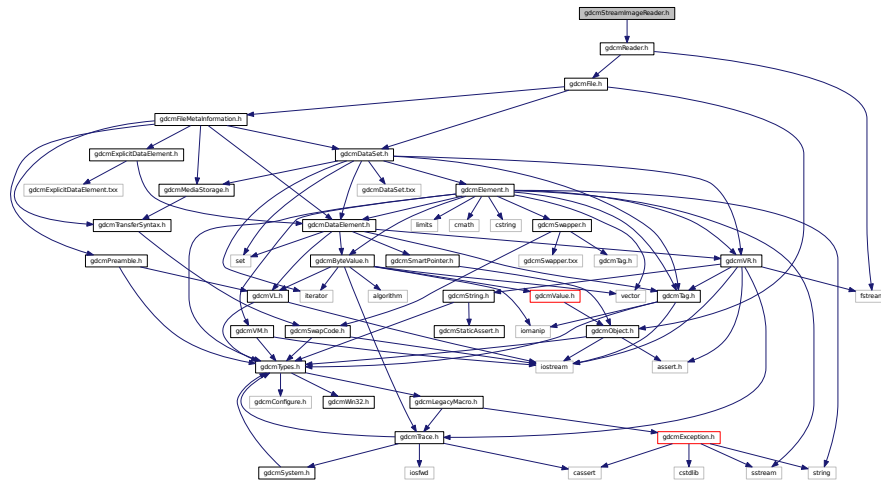 gdcmStreamImageReader.h
gdcmReader.h
gdcmFile.h
gdcmFileMetaInformation.h
gdcmExplicitDataElement.h
gdcmDataSet.h
gdcmExplicitDataElement.txx
gdcmMediaStorage.h
gdcmDataSet.txx
gdcmElement.h
gdcmTransferSyntax.h
gdcmDataElement.h
limits
cmath
cstring
gdcmSwapper.h
gdcmPreamble.h
set
gdcmByteValue.h
gdcmSmartPointer.h
gdcmSwapper.txx
gdcmTag.h
gdcmVR.h
gdcmVL.h
iterator
algorithm
gdcmString.h
gdcmValue.h
vector
gdcmTag.h
fstream
gdcmVM.h
gdcmSwapCode.h
gdcmStaticAssert.h
iomanip
gdcmObject.h
gdcmTypes.h
iostream
assert.h
gdcmConfigure.h
gdcmWin32.h
gdcmLegacyMacro.h
gdcmTrace.h
gdcmException.h
gdcmSystem.h
iosfwd
cassert
cstdlib
sstream
string